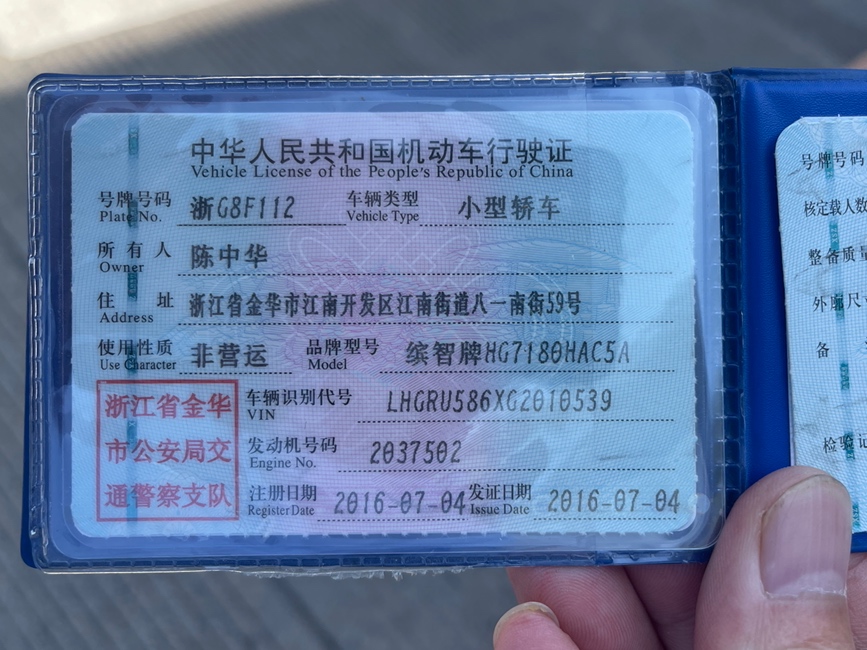 中华人民共和国机动车行驶证
Vehicle License of the People's Republic of China
号牌号码 浙G8F112 车辆类型 小型轿车
Plate No. Vehicle Type
所有人 陈中华
Owner
住址 浙江省金华市江南开发区江南街道八一南街59号
Address
使用性质 非营运 品牌型号 缤智牌HG7180HAC5A
Use Character Model
浙江省金华
市公安局交
通警察支队
车辆识别代号 LHGRU586XG2010539
VIN
发动机号码 2037502
Engine No.
注册日期 2016-07-04 发证日期 2016-07-04
Register Date Issue Date
号牌号码
核定载人数
整备质量
外廓尺
备
检验记